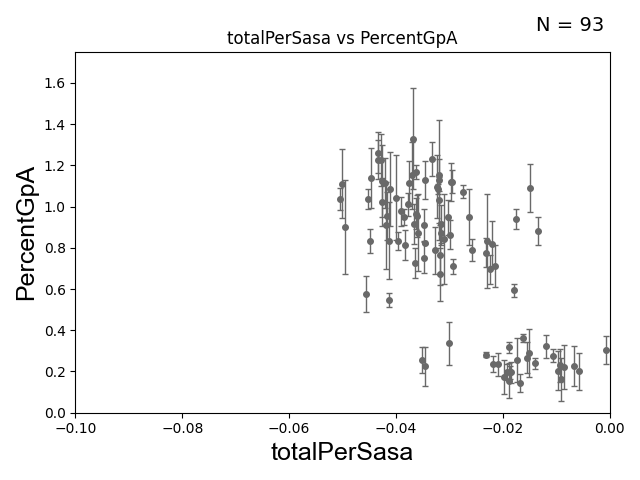 N = 93
totalPerSasa vs PercentGpA
PercentGpA
1.6
1.4
1.2
1.0
0.8
0.6
0.4
0.2
0.0
−0.10 −0.08 −0.06 −0.04 −0.02 0.00
totalPerSasa